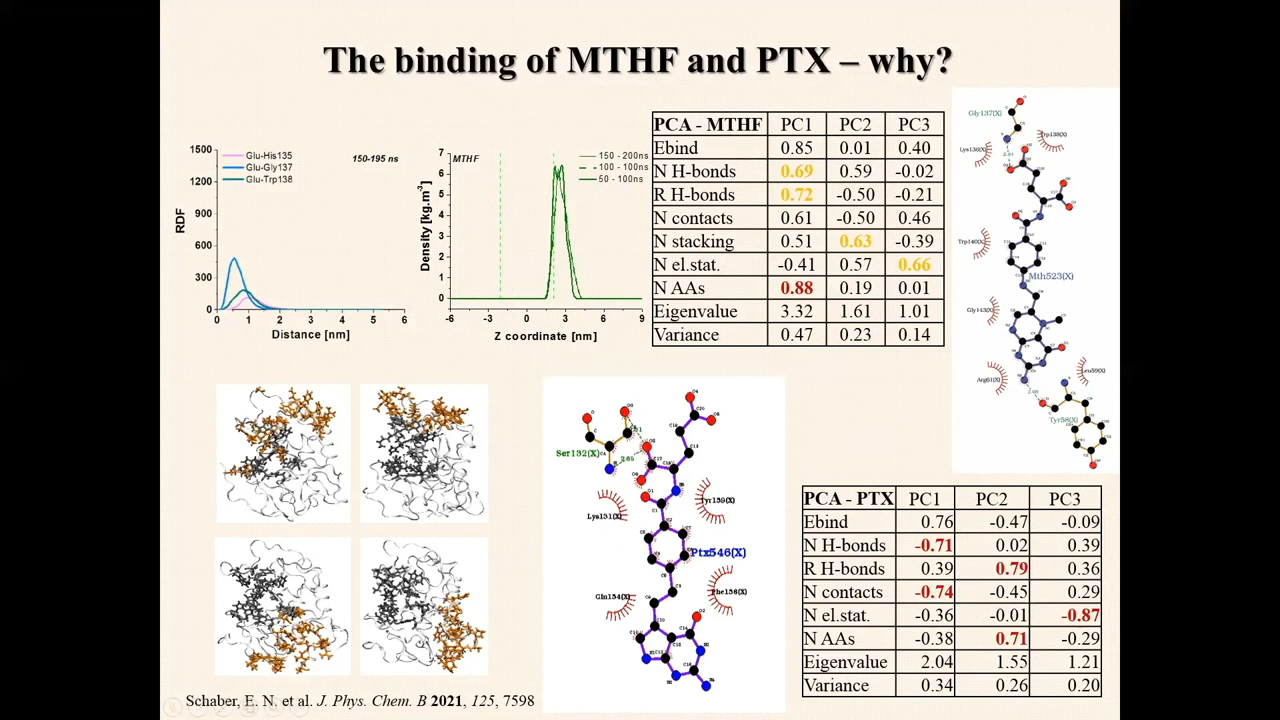 The binding of MTHF and PTX – why?
1500
1200
900
600
300
0
RDF
Glu-His135
Glu-Gly137
Glu-Trp138
150-195 ns
0 1 2 3 4 5 6
Distance [nm]
7
6
5
4
3
2
1
0
Density [kg.m-3]
MTHF
150 - 200ns
100 - 100ns
50 - 100ns
-6 -3 0 3 6 9
Z coordinate [nm]
PCA - MTHF PC1 PC2 PC3
Ebind 0.85 0.01 0.40
N H-bonds 0.69 0.59 -0.02
R H-bonds 0.72 -0.50 -0.21
N contacts 0.61 -0.50 0.46
N stacking 0.51 0.63 -0.39
N el.stat. -0.41 0.57 0.66
N AAs 0.88 0.19 0.01
Eigenvalue 3.32 1.61 1.01
Variance 0.47 0.23 0.14
Gly137(X)
Trp138(X)
Lys136(X)
Trp140(X)
Mth523(X)
Gly143(X)
Leu59(X)
Arg61(X)
Tyr58(X)
Ser132(X)
Tyr139(X)
Lys131(X)
Ptx546(X)
Gln134(X)
Phe136(X)
PCA - PTX PC1 PC2 PC3
Ebind 0.76 -0.47 -0.09
N H-bonds -0.71 0.02 0.39
R H-bonds 0.39 0.79 0.36
N contacts -0.74 -0.45 0.29
N el.stat. -0.36 -0.01 -0.87
N AAs -0.38 0.71 -0.29
Eigenvalue 2.04 1.55 1.21
Variance 0.34 0.26 0.20
Schaber, E. N. et al. J. Phys. Chem. B 2021, 125, 7598